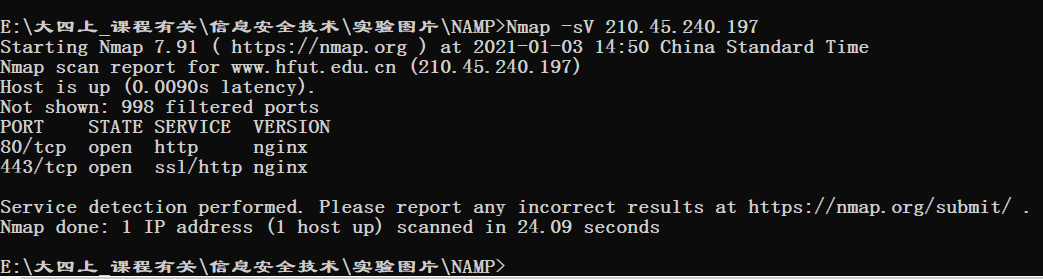 E:\大四上_课程有关\信息安全技术\实验图片\NAMP>Nmap -sV 210.45.240.197
Starting Nmap 7.91 ( https://nmap.org ) at 2021-01-03 14:50 China Standard Time
Nmap scan report for www.hfut.edu.cn (210.45.240.197)
Host is up (0.0090s latency).
Not shown: 998 filtered ports
PORT    STATE SERVICE  VERSION
80/tcp  open  http     nginx
443/tcp open  ssl/http nginx
Service detection performed. Please report any incorrect results at https://nmap.org/submit/ .
Nmap done: 1 IP address (1 host up) scanned in 24.09 seconds
E:\大四上_课程有关\信息安全技术\实验图片\NAMP>